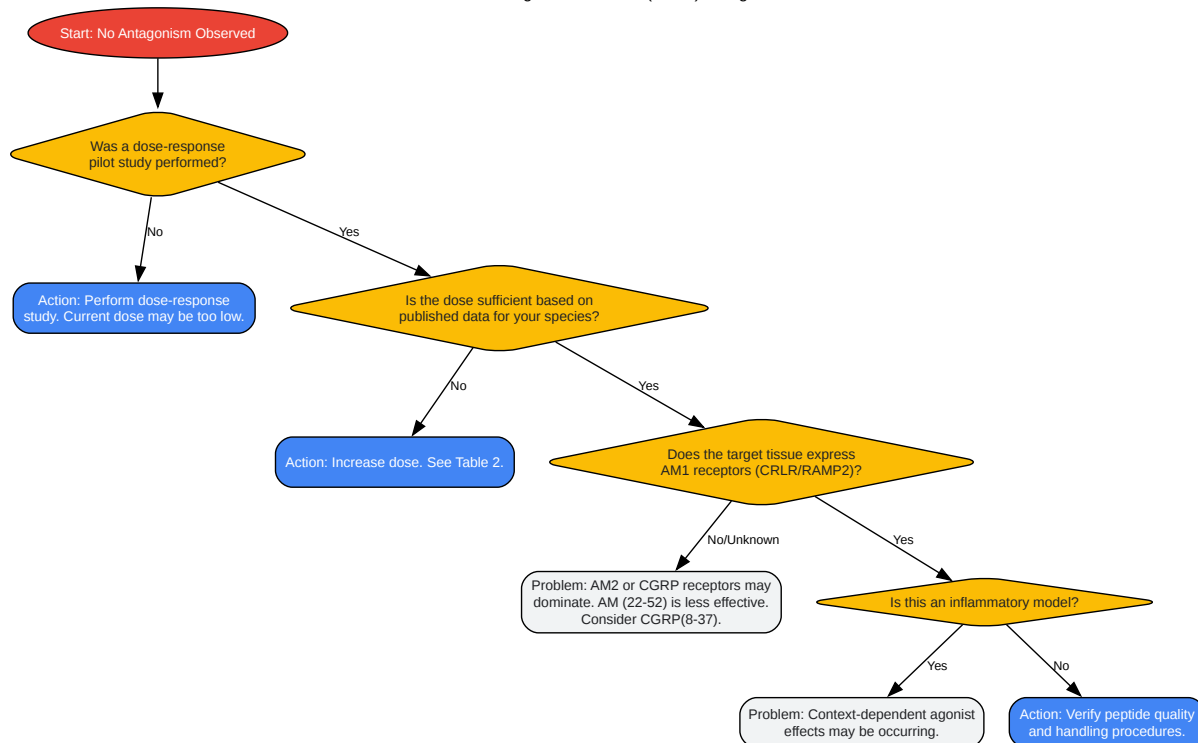 Start: No Antagonism Observed
Was a dose-response
pilot study performed?
No
Yes
Action: Perform dose-response
study. Current dose may be too low.
Is the dose sufficient based on
published data for your species?
No
Yes
Action: Increase dose. See Table 2.
Does the target tissue express
AM1 receptors (CRLR/RAMP2)?
No/Unknown
Yes
Problem: AM2 or CGRP receptors may
dominate. AM (22-52) is less effective.
Consider CGRP(8-37).
Is this an inflammatory model?
Yes
No
Problem: Context-dependent agonist
effects may be occurring.
Action: Verify peptide quality
and handling procedures.